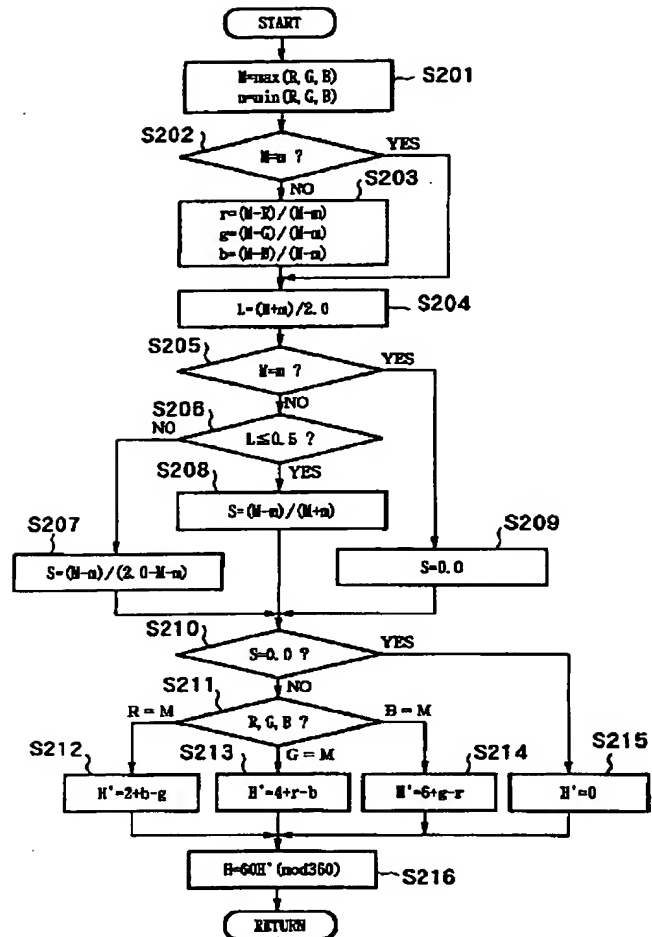 START
M=max(R,G,B)
m=min(R,G,B)
S201
S202
M=m ?
YES
NO
S203
r=(M-R)/(M-m)
g=(M-G)/(M-m)
b=(M-B)/(M-m)
L=(M+m)/2.0
S204
S205
M=m ?
YES
NO
S206
NO
L≦0.5 ?
YES
S208
S=(M-m)/(M+m)
S207
S=(M-m)/(2.0-M-m)
S209
S=0.0
S210
S=0.0 ?
YES
NO
S211
R=M
R,G,B ?
B=M
G=M
S212
S213
S214
S215
H'=2+b-g
H'=4+r-b
H'=6+g-r
H'=0
H=60H'(mod360)
S216
RETURN